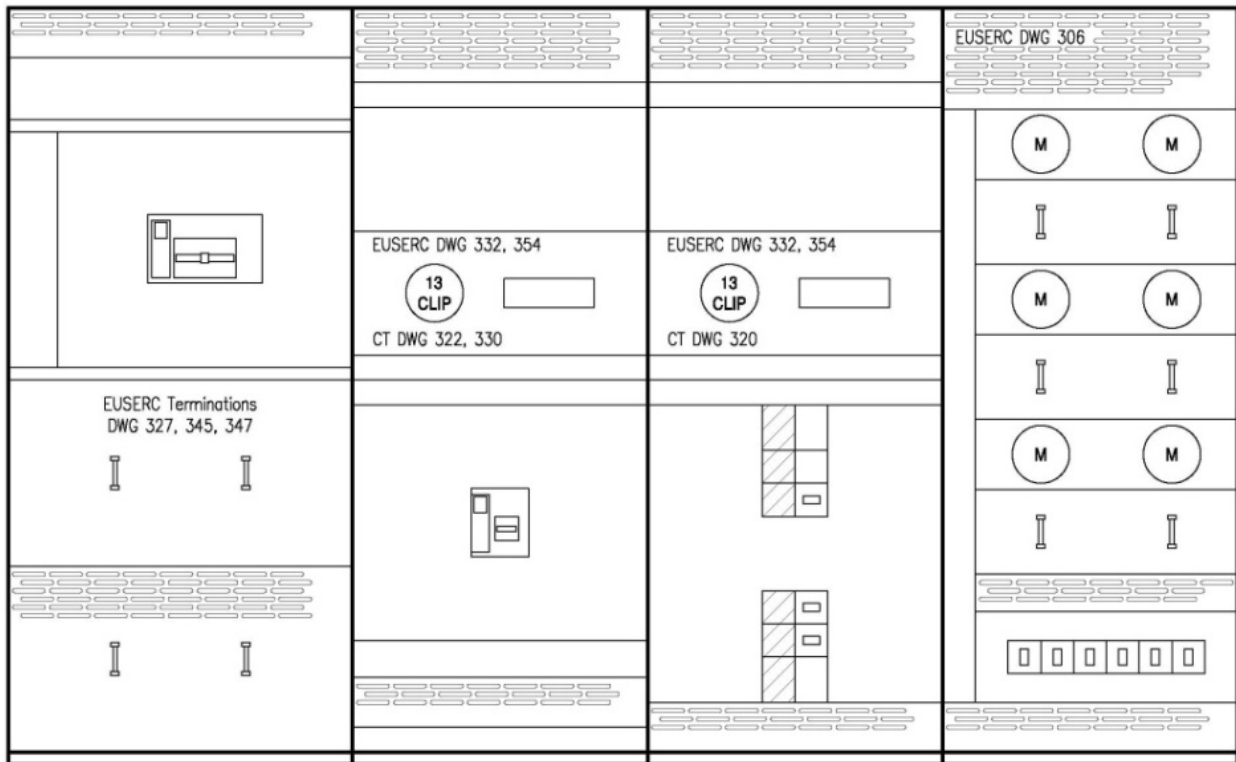 EUSERC Terminations
DWG 327, 345, 347
EUSERC DWG 332, 354
13
CLIP
CT DWG 322, 330
EUSERC DWG 332, 354
13
CLIP
CT DWG 320
EUSERC DWG 306
M
M
M
M
M
M